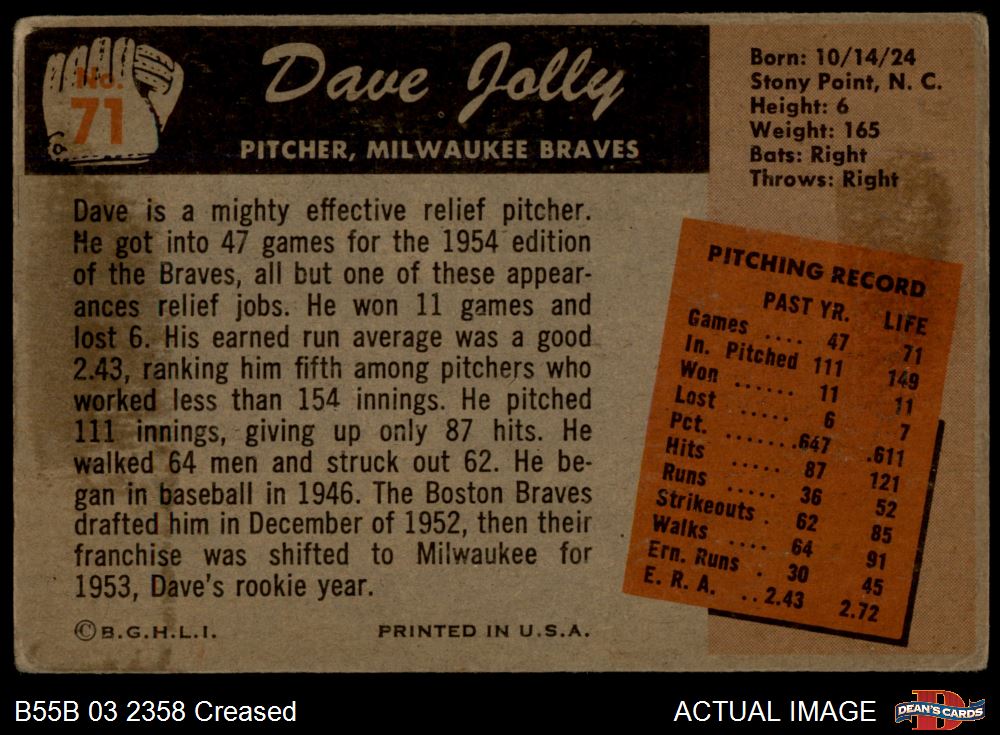 No.
71
Dave Jolly
PITCHER, MILWAUKEE BRAVES
Born: 10/14/24
Stony Point, N. C.
Height: 6
Weight: 165
Bats: Right
Throws: Right
Dave is a mighty effective relief pitcher.
He got into 47 games for the 1954 edition
of the Braves, all but one of these appear-
ances relief jobs. He won 11 games and
lost 6. His earned run average was a good
2.43, ranking him fifth among pitchers who
worked less than 154 innings. He pitched
111 innings, giving up only 87 hits. He
walked 64 men and struck out 62. He be-
gan in baseball in 1946. The Boston Braves
drafted him in December of 1952, then their
franchise was shifted to Milwaukee for
1953, Dave's rookie year.
PITCHING RECORD
PAST YR. LIFE
Games .... 47 71
In. Pitched 111 149
Won ...... 11 11
Lost ..... 6 7
Pct. .......647 .611
Hits ..... 87 121
Runs ..... 36 52
Strikeouts . 62 85
Walks .... 64 91
Ern. Runs . 30 45
E. R. A. ..2.43 2.72
©B.G.H.L.I. PRINTED IN U.S.A.
B55B 03 2358 Creased
ACTUAL IMAGE
DEAN'S CARDS